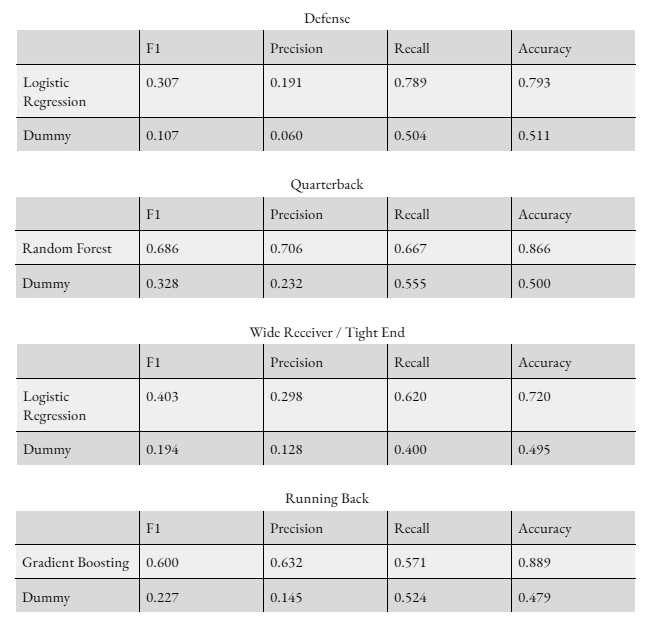 Defense
F1 Precision Recall Accuracy
Logistic
Regression 0.307 0.191 0.789 0.793
Dummy 0.107 0.060 0.504 0.511
Quarterback
F1 Precision Recall Accuracy
Random Forest 0.686 0.706 0.667 0.866
Dummy 0.328 0.232 0.555 0.500
Wide Receiver / Tight End
F1 Precision Recall Accuracy
Logistic
Regression 0.403 0.298 0.620 0.720
Dummy 0.194 0.128 0.400 0.495
Running Back
F1 Precision Recall Accuracy
Gradient Boosting 0.600 0.632 0.571 0.889
Dummy 0.227 0.145 0.524 0.479